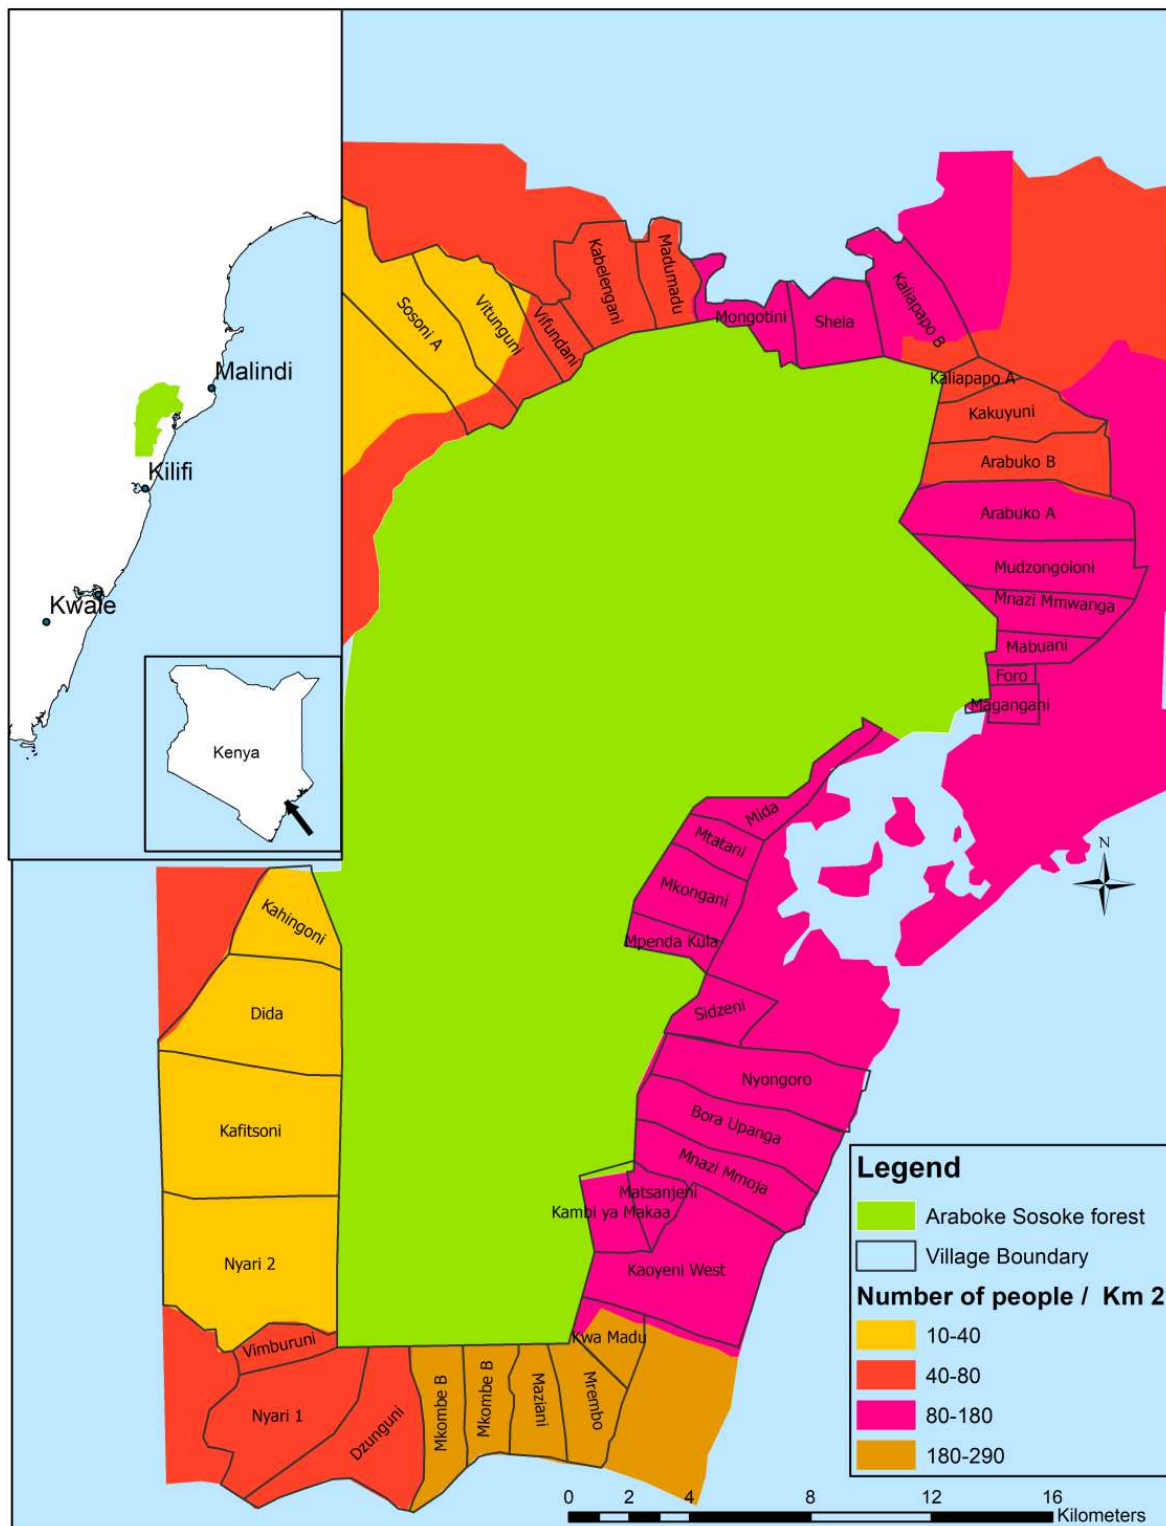 Malindi
Kilifi
Kwale
Kenya
Sosoni A
Vitunguni
Vifundani
Kabelengani
Madumadu
Mongotini
Shela
Kaliapapo B
Kaliapapo A
Kakuyuni
Arabuko B
Arabuko A
Mudzongoloni
Mnazi Mmwanga
Mabuani
Foro
Magangani
Mida
Mtatani
Mkongani
Mpenda Kula
Sidzeni
Nyongoro
Bora Upanga
Mnazi Mmoja
Matsanjeni
Kambi ya Makaa
Kaoyeni West
Kwa Madu
Mrembo
Maziani
Mkombe B
Mkombe B
Dzunguni
Nyari 1
Vimburuni
Nyari 2
Kafitsoni
Dida
Kahingoni
N
Legend
Araboke Sosoke forest
Village Boundary
Number of people / Km 2
10-40
40-80
80-180
180-290
0 2 4 8 12 16
Kilometers